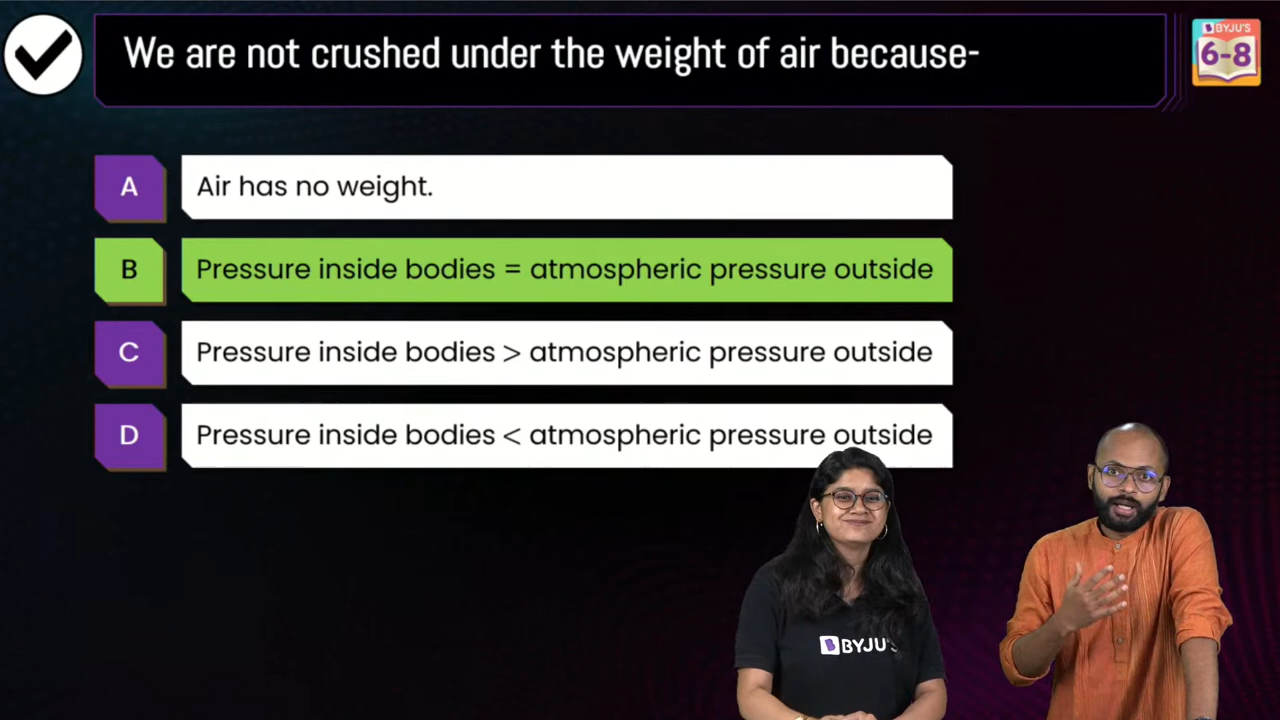 We are not crushed under the weight of air because-
BYJU'S
6-8
A
Air has no weight.
B
Pressure inside bodies = atmospheric pressure outside
C
Pressure inside bodies > atmospheric pressure outside
D
Pressure inside bodies < atmospheric pressure outside
BYJU'S